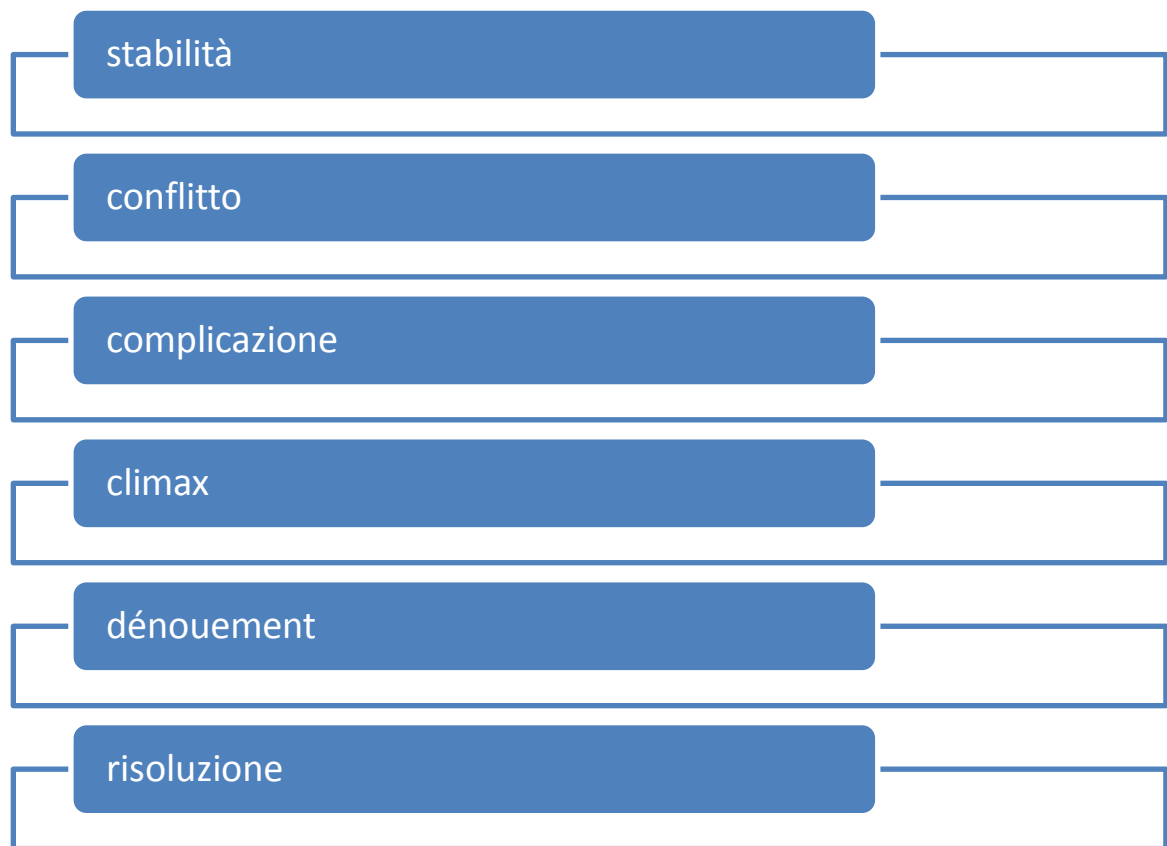 stabilità
conflitto
complicazione
climax
dénouement
risoluzione